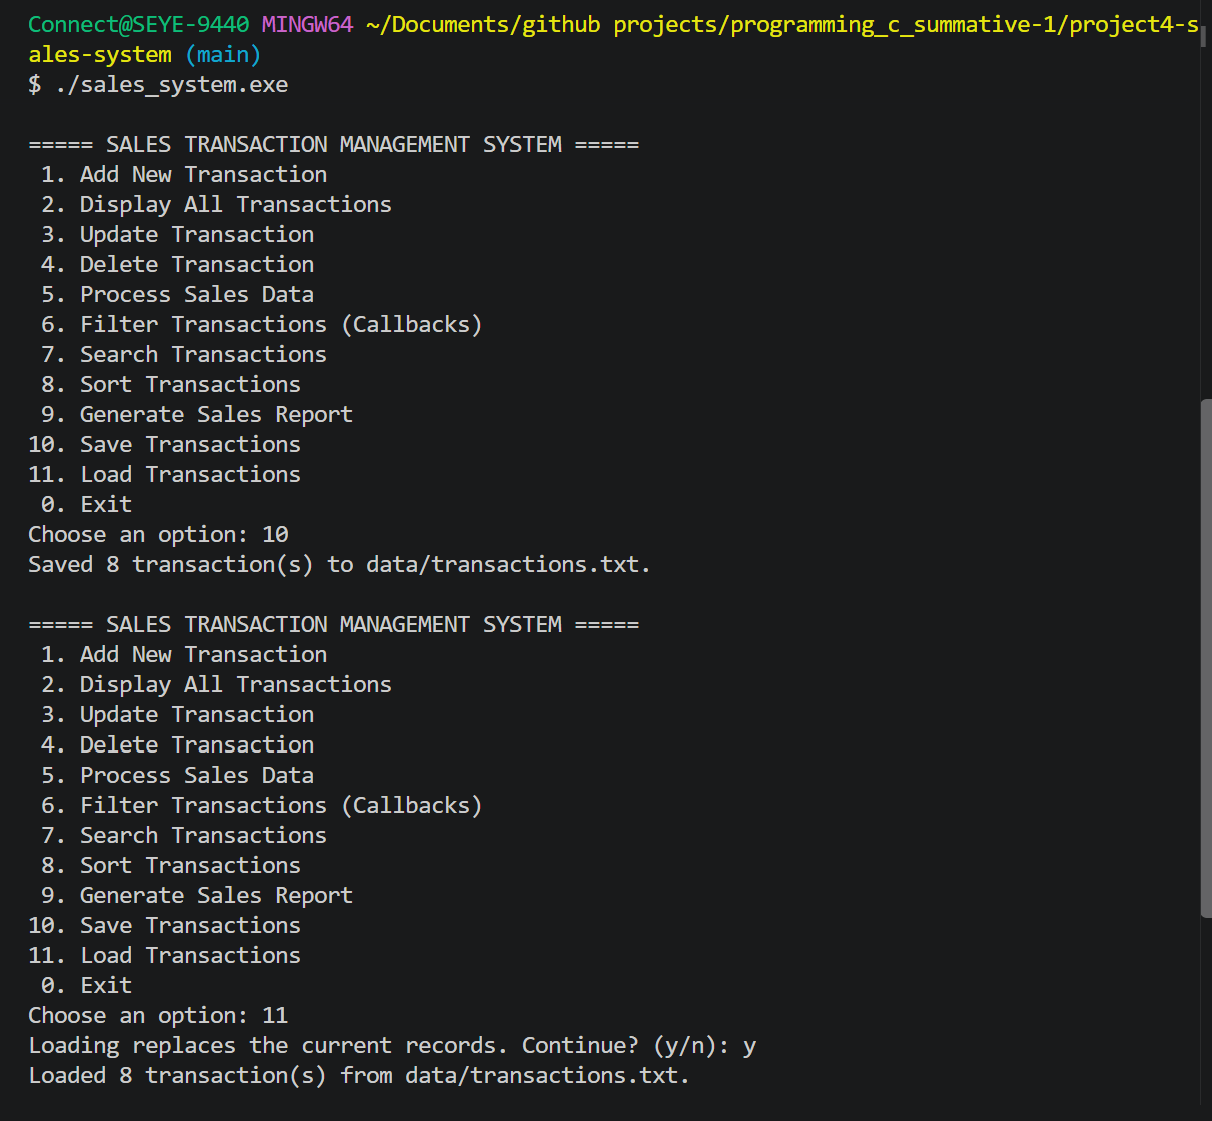 Connect@SEYE-9440 MINGW64 ~/Documents/github projects/programming_c_summative-1/project4-s
ales-system (main)
$ ./sales_system.exe

===== SALES TRANSACTION MANAGEMENT SYSTEM =====
 1. Add New Transaction
 2. Display All Transactions
 3. Update Transaction
 4. Delete Transaction
 5. Process Sales Data
 6. Filter Transactions (Callbacks)
 7. Search Transactions
 8. Sort Transactions
 9. Generate Sales Report
10. Save Transactions
11. Load Transactions
 0. Exit
Choose an option: 10
Saved 8 transaction(s) to data/transactions.txt.

===== SALES TRANSACTION MANAGEMENT SYSTEM =====
 1. Add New Transaction
 2. Display All Transactions
 3. Update Transaction
 4. Delete Transaction
 5. Process Sales Data
 6. Filter Transactions (Callbacks)
 7. Search Transactions
 8. Sort Transactions
 9. Generate Sales Report
10. Save Transactions
11. Load Transactions
 0. Exit
Choose an option: 11
Loading replaces the current records. Continue? (y/n): y
Loaded 8 transaction(s) from data/transactions.txt.